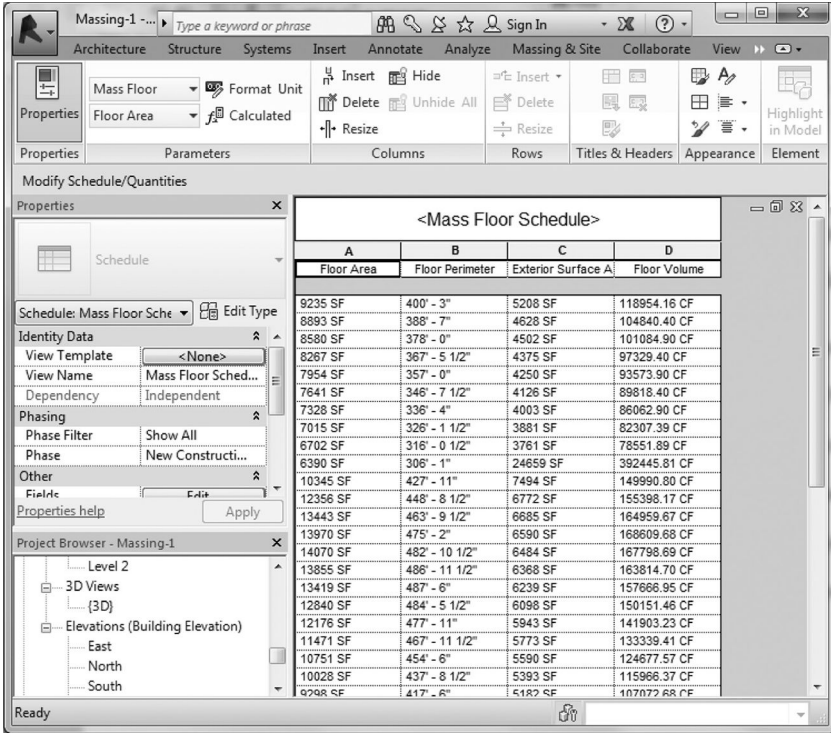 Massing-1 -...
Type a keyword or phrase
Sign In
Architecture Structure Systems Insert Annotate Analyze Massing & Site Collaborate View
Properties
Mass Floor
Floor Area
Format Unit
Calculated
Insert Hide
Delete Unhide All
Resize
Insert
Delete
Resize
Highlight in Model
Properties Parameters Columns Rows Titles & Headers Appearance Element
Modify Schedule/Quantities
Properties
Schedule
Schedule: Mass Floor Sche Edit Type
Identity Data
View Template <None>
View Name Mass Floor Sched...
Dependency Independent
Phasing
Phase Filter Show All
Phase New Constructi...
Other
Fields Edit...
Properties help Apply
Project Browser - Massing-1
Level 2
3D Views
{3D}
Elevations (Building Elevation)
East
North
South
<Mass Floor Schedule>
A B C D
Floor Area Floor Perimeter Exterior Surface A Floor Volume
9235 SF 400' - 3" 5208 SF 118954.16 CF
8893 SF 388' - 7" 4628 SF 104840.40 CF
8580 SF 378' - 0" 4502 SF 101084.90 CF
8267 SF 367' - 5 1/2" 4375 SF 97329.40 CF
7954 SF 357' - 0" 4250 SF 93573.90 CF
7641 SF 346' - 7 1/2" 4126 SF 89818.40 CF
7328 SF 336' - 4" 4003 SF 86062.90 CF
7015 SF 326' - 1 1/2" 3881 SF 82307.39 CF
6702 SF 316' - 0 1/2" 3761 SF 78551.89 CF
6390 SF 306' - 1" 24659 SF 392445.81 CF
10345 SF 427' - 11" 7494 SF 149990.80 CF
12356 SF 448' - 8 1/2" 6772 SF 155398.17 CF
13443 SF 463' - 9 1/2" 6685 SF 164959.67 CF
13970 SF 475' - 2" 6590 SF 168609.68 CF
14070 SF 482' - 10 1/2" 6484 SF 167798.69 CF
13855 SF 486' - 11 1/2" 6368 SF 163814.70 CF
13419 SF 487' - 6" 6239 SF 157666.95 CF
12840 SF 484' - 5 1/2" 6098 SF 150151.46 CF
12176 SF 477' - 11" 5943 SF 141903.23 CF
11471 SF 467' - 11 1/2" 5773 SF 133339.41 CF
10751 SF 454' - 6" 5590 SF 124677.57 CF
10028 SF 437' - 8 1/2" 5393 SF 115966.37 CF
9298 SF 417' - 6" 5182 SF 107072.68 CF
Ready